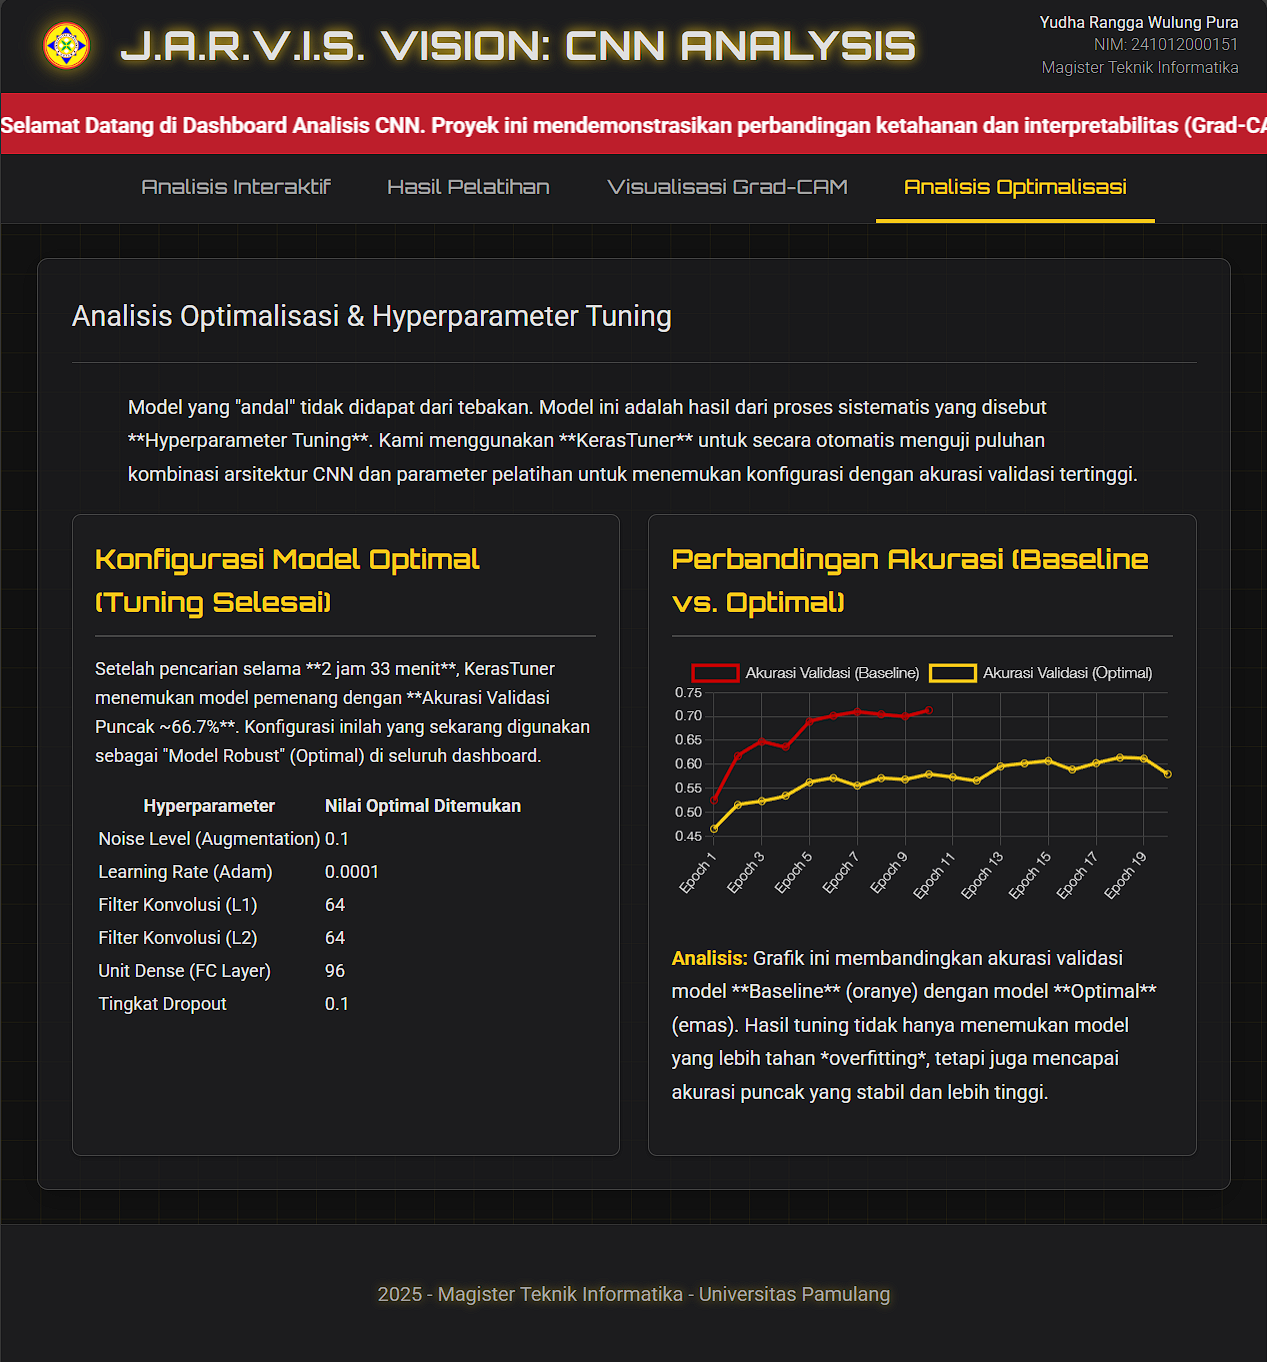 J.A.R.V.I.S. VISION: CNN ANALYSIS
Yudha Rangga Wulung Pura
NIM: 241012000151
Magister Teknik Informatika
Selamat Datang di Dashboard Analisis CNN. Proyek ini mendemonstrasikan perbandingan ketahanan dan interpretabilitas (Grad-CA
Analisis Interaktif
Hasil Pelatihan
Visualisasi Grad-CAM
Analisis Optimalisasi
Analisis Optimalisasi & Hyperparameter Tuning
Model yang "andal" tidak didapat dari tebakan. Model ini adalah hasil dari proses sistematis yang disebut
**Hyperparameter Tuning**. Kami menggunakan **KerasTuner** untuk secara otomatis menguji puluhan
kombinasi arsitektur CNN dan parameter pelatihan untuk menemukan konfigurasi dengan akurasi validasi tertinggi.
Konfigurasi Model Optimal
(Tuning Selesai)
Setelah pencarian selama **2 jam 33 menit**, KerasTuner
menemukan model pemenang dengan **Akurasi Validasi
Puncak ~66.7%**. Konfigurasi inilah yang sekarang digunakan
sebagai "Model Robust" (Optimal) di seluruh dashboard.
Hyperparameter Nilai Optimal Ditemukan
Noise Level (Augmentation) 0.1
Learning Rate (Adam) 0.0001
Filter Konvolusi (L1) 64
Filter Konvolusi (L2) 64
Unit Dense (FC Layer) 96
Tingkat Dropout 0.1
Perbandingan Akurasi (Baseline
vs. Optimal)
Akurasi Validasi (Baseline) Akurasi Validasi (Optimal)
0.75
0.70
0.65
0.60
0.55
0.50
0.45
Epoch 1
Epoch 3
Epoch 5
Epoch 7
Epoch 9
Epoch 11
Epoch 13
Epoch 15
Epoch 17
Epoch 19
Analisis: Grafik ini membandingkan akurasi validasi
model **Baseline** (oranye) dengan model **Optimal**
(emas). Hasil tuning tidak hanya menemukan model
yang lebih tahan *overfitting*, tetapi juga mencapai
akurasi puncak yang stabil dan lebih tinggi.
2025 - Magister Teknik Informatika - Universitas Pamulang